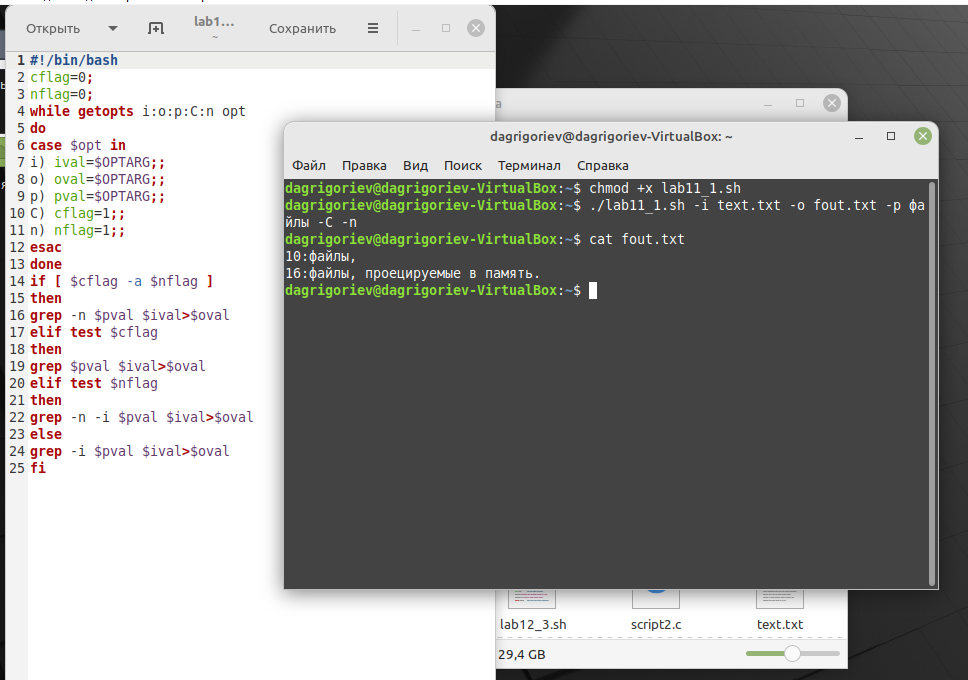 Открыть
lab1...
~
Сохранить
1 #!/bin/bash
2 cflag=0;
3 nflag=0;
4 while getopts i:o:p:C:n opt
5 do
6 case $opt in
7 i) ival=$OPTARG;;
8 o) oval=$OPTARG;;
9 p) pval=$OPTARG;;
10 C) cflag=1;;
11 n) nflag=1;;
12 esac
13 done
14 if [ $cflag -a $nflag ]
15 then
16 grep -n $pval $ival>$oval
17 elif test $cflag
18 then
19 grep $pval $ival>$oval
20 elif test $nflag
21 then
22 grep -n -i $pval $ival>$oval
23 else
24 grep -i $pval $ival>$oval
25 fi
dagrigoriev@dagrigoriev-VirtualBox: ~
Файл Правка Вид Поиск Терминал Справка
dagrigoriev@dagrigoriev-VirtualBox:~$ chmod +x lab11_1.sh
dagrigoriev@dagrigoriev-VirtualBox:~$ ./lab11_1.sh -i text.txt -o fout.txt -p фа
йлы -C -n
dagrigoriev@dagrigoriev-VirtualBox:~$ cat fout.txt
10:файлы,
16:файлы, проецируемые в память.
dagrigoriev@dagrigoriev-VirtualBox:~$
lab12_3.sh script2.c text.txt
29,4 GB